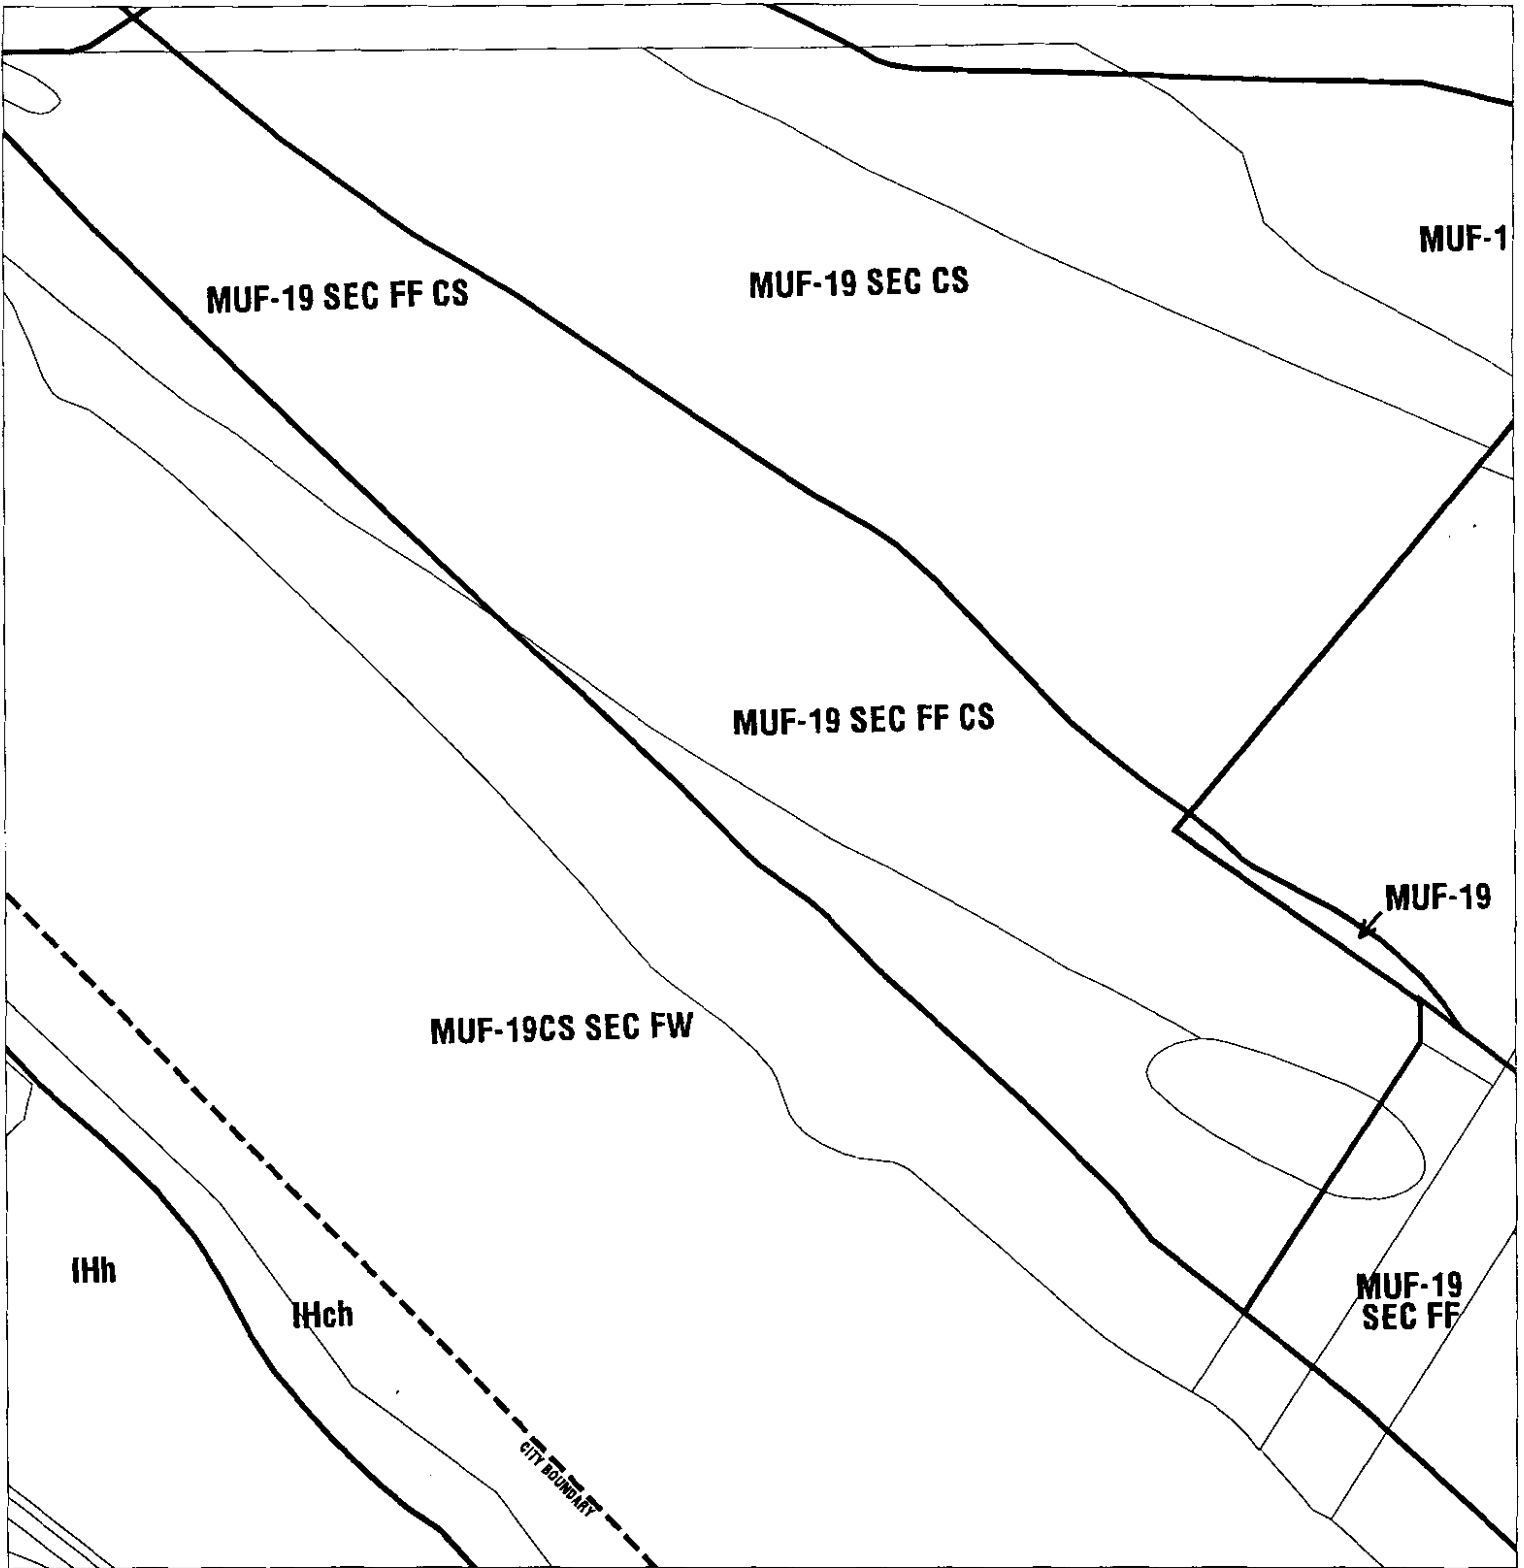 MUF-1
MUF-19 SEC FF CS
MUF-19 SEC CS
MUF-19 SEC FF CS
MUF-19
MUF-19CS SEC FW
IHh
IHch
MUF-19
SEC FF
CITY BOUNDARY